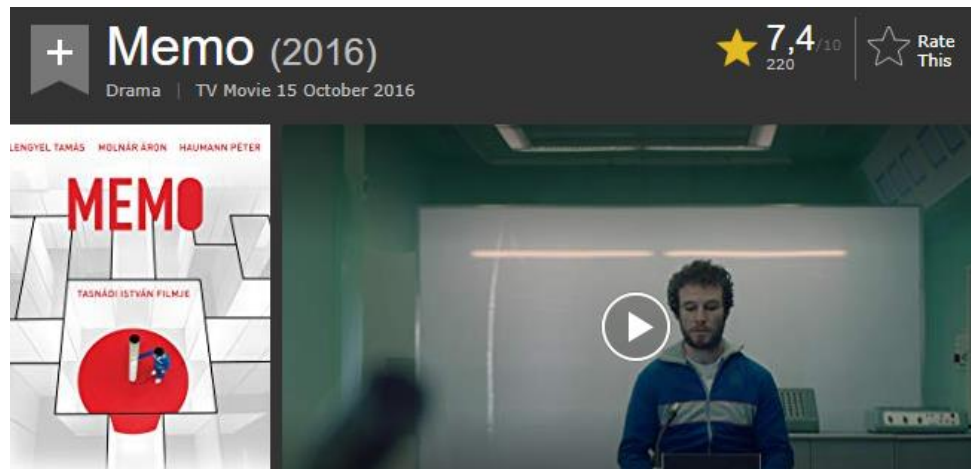 Memo (2016)
Drama | TV Movie 15 October 2016
7,4/10
220
Rate
This
LENGYEL TAMÁS MOLNÁR ÁRON HAUMANN PÉTER
MEMO
TASNÁDI ISTVÁN FILMJE